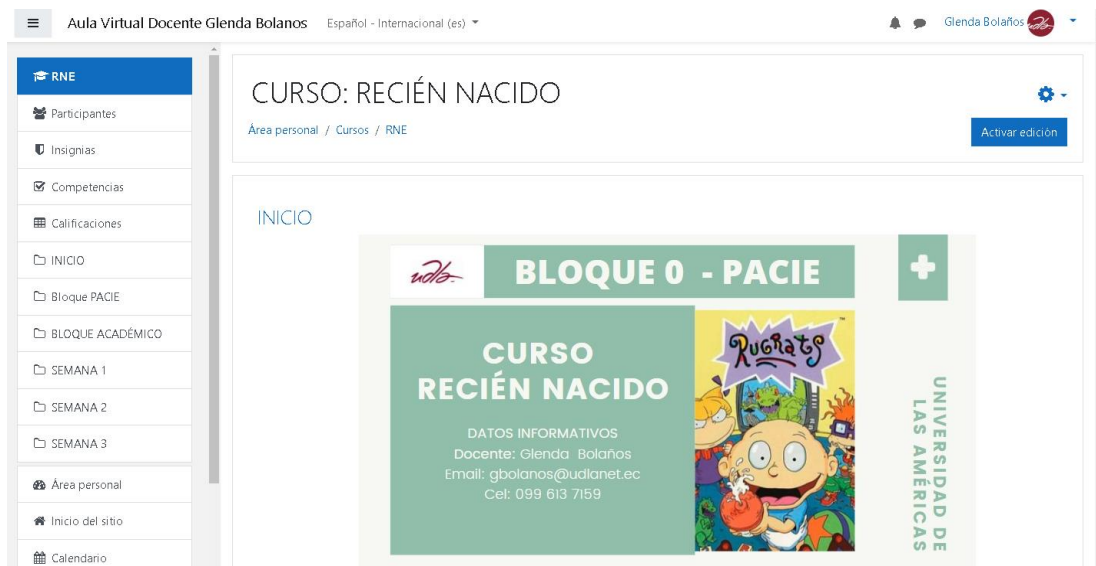 Aula Virtual Docente Glenda Bolanos Español - Internacional (es)
Glenda Bolaños
RNE
Participantes
Insignias
Competencias
Calificaciones
INICIO
Bloque PACIE
BLOQUE ACADÉMICO
SEMANA 1
SEMANA 2
SEMANA 3
Área personal
Inicio del sitio
Calendario
CURSO: RECIÉN NACIDO
Área personal / Cursos / RNE
Activar edición
INICIO
udla-
BLOQUE 0 - PACIE
CURSO
RECIÉN NACIDO
DATOS INFORMATIVOS
Docente: Glenda Bolaños
Email: gbolanos@udlanet.ec
Cel: 099 613 7159
RUGRATS
TM
UNIVERSIDAD DE
LAS AMÉRICAS